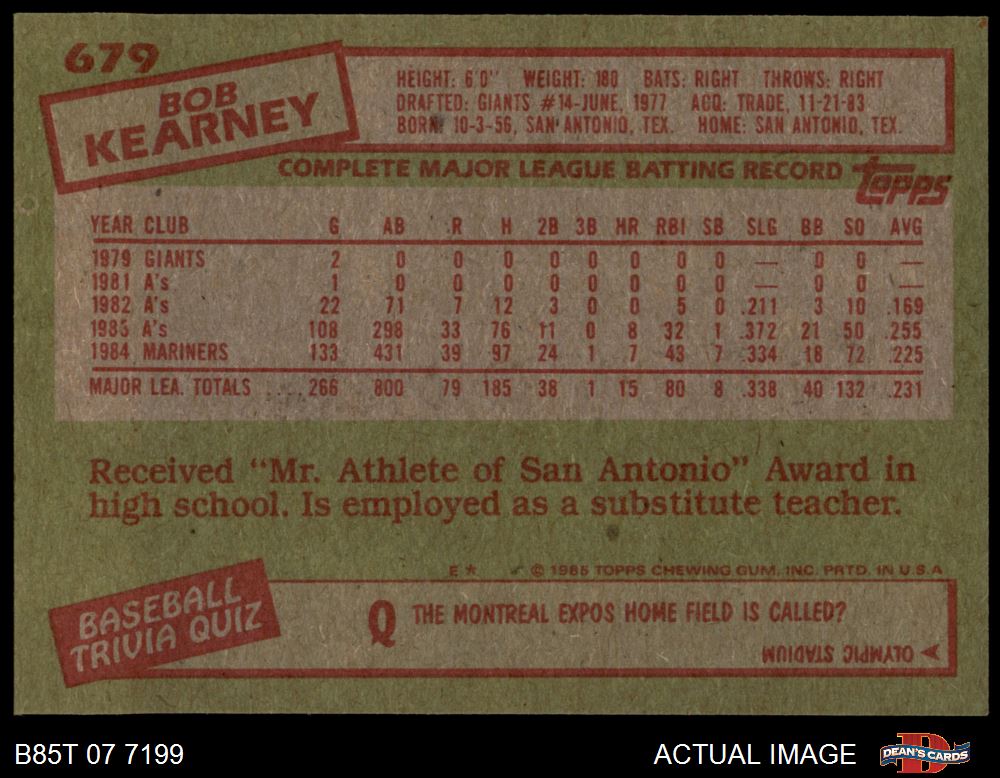 679
BOB
KEARNEY
HEIGHT: 6'0" WEIGHT: 180 BATS: RIGHT THROWS: RIGHT
DRAFTED: GIANTS #14-JUNE, 1977 ACQ: TRADE, 11-21-83
BORN: 10-3-56, SAN ANTONIO, TEX. HOME: SAN ANTONIO, TEX.
COMPLETE MAJOR LEAGUE BATTING RECORD
Topps
YEAR CLUB G AB R H 2B 3B HR RBI SB SLG BB SO AVG
1979 GIANTS 2 0 0 0 0 0 0 0 0 — 0 0 —
1981 A's 1 0 0 0 0 0 0 0 0 — 0 0 —
1982 A's 22 71 7 12 3 0 0 5 0 .211 3 10 .169
1983 A's 108 298 33 76 11 0 8 32 1 .372 21 50 .255
1984 MARINERS 133 431 39 97 24 1 7 43 7 .334 18 72 .225
MAJOR LEA. TOTALS .... 266 800 79 185 38 1 15 80 8 .338 40 132 .231
Received "Mr. Athlete of San Antonio" Award in
high school. Is employed as a substitute teacher.
E * © 1985 TOPPS CHEWING GUM, INC. PRTD. IN U.S.A
BASEBALL
TRIVIA QUIZ
Q THE MONTREAL EXPOS HOME FIELD IS CALLED?
OLYMPIC STADIUM
B85T 07 7199
ACTUAL IMAGE
D
DEAN'S CARDS